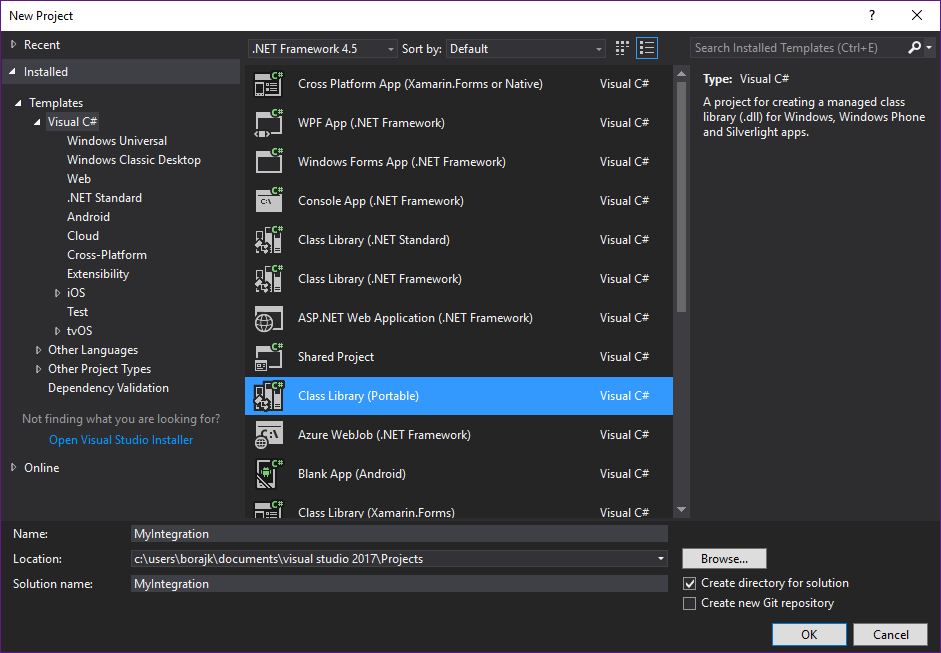 New Project
?
Recent
.NET Framework 4.5
Sort by: Default
Search Installed Templates (Ctrl+E)
Installed
Templates
Visual C#
Windows Universal
Windows Classic Desktop
Web
.NET Standard
Android
Cloud
Cross-Platform
Extensibility
iOS
Test
tvOS
Other Languages
Other Project Types
Dependency Validation
Not finding what you are looking for?
Open Visual Studio Installer
Online
Cross Platform App (Xamarin.Forms or Native) Visual C#
WPF App (.NET Framework) Visual C#
Windows Forms App (.NET Framework) Visual C#
Console App (.NET Framework) Visual C#
Class Library (.NET Standard) Visual C#
Class Library (.NET Framework) Visual C#
ASP.NET Web Application (.NET Framework) Visual C#
Shared Project Visual C#
Class Library (Portable) Visual C#
Azure WebJob (.NET Framework) Visual C#
Blank App (Android) Visual C#
Class Library (Xamarin.Forms) Visual C#
Type: Visual C#
A project for creating a managed class
library (.dll) for Windows, Windows Phone
and Silverlight apps.
Name: MyIntegration
Location: c:\users\borajk\documents\visual studio 2017\Projects
Browse...
Solution name: MyIntegration
Create directory for solution
Create new Git repository
OK
Cancel